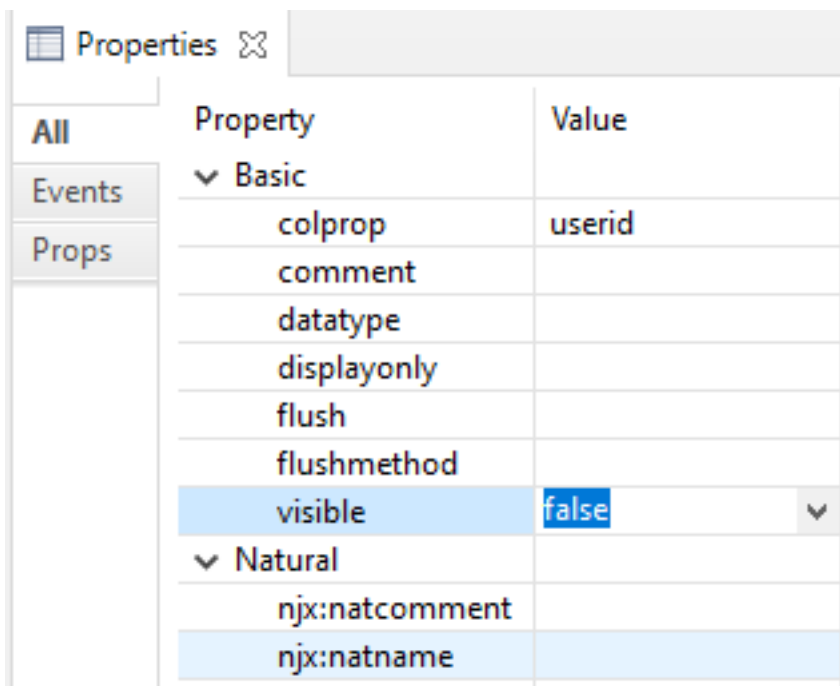 Properties
All
Events
Props
Property Value
Basic
colprop userid
comment
datatype
displayonly
flush
flushmethod
visible false
Natural
njx:natcomment
njx:natname